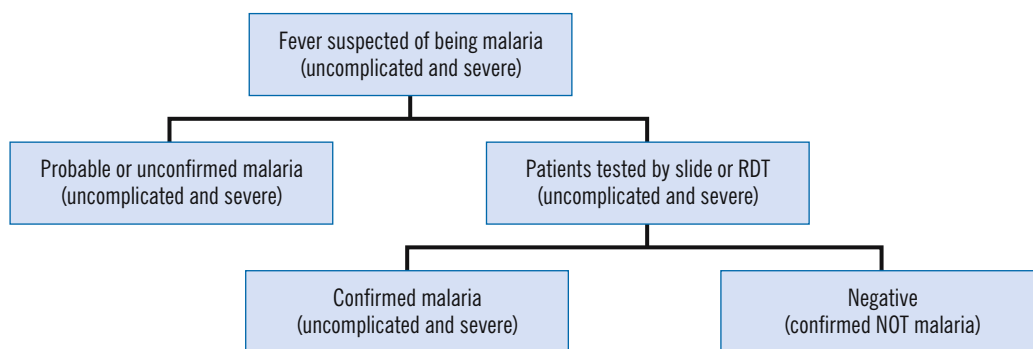 Fever suspected of being malaria
(uncomplicated and severe)
Probable or unconfirmed malaria
(uncomplicated and severe)
Patients tested by slide or RDT
(uncomplicated and severe)
Confirmed malaria
(uncomplicated and severe)
Negative
(confirmed NOT malaria)